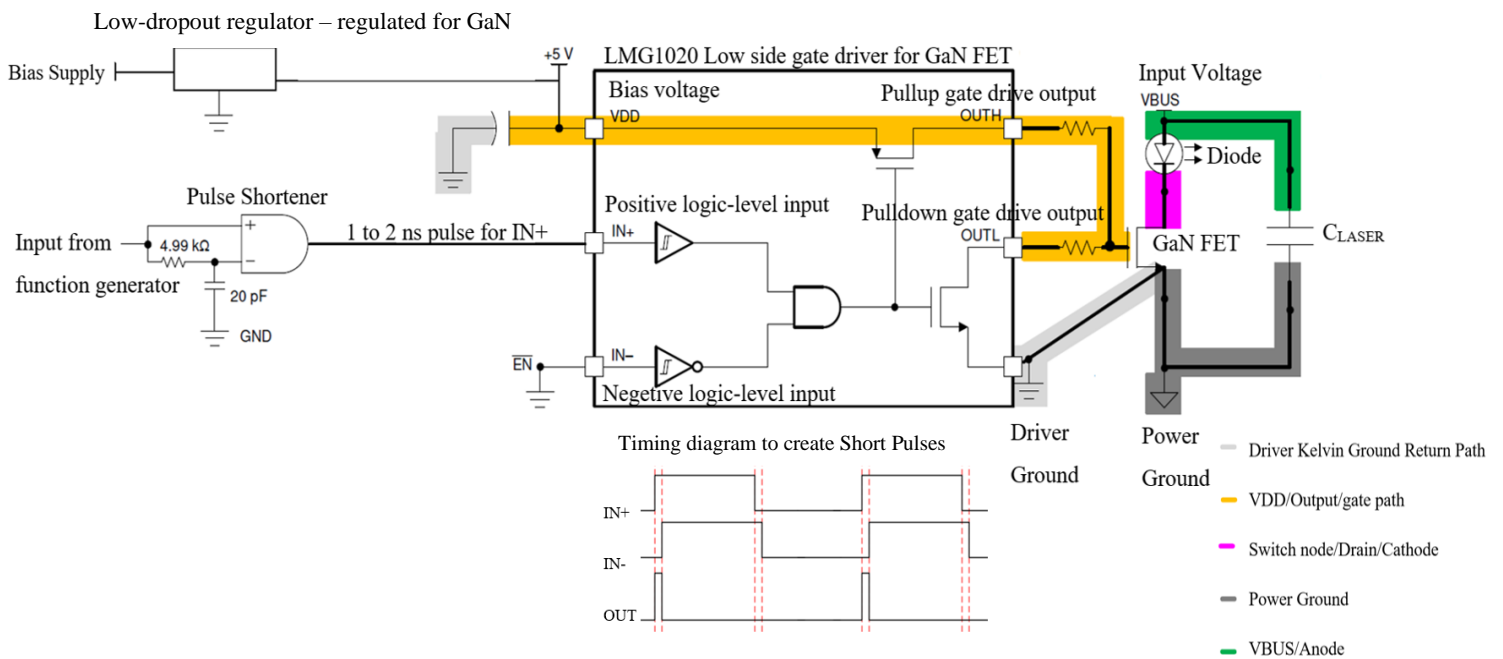 Low-dropout regulator – regulated for GaN
Bias Supply
+5 V
LMG1020 Low side gate driver for GaN FET
Bias voltage
VDD
Pullup gate drive output
OUTH
Input Voltage
VBUS
Diode
Pulse Shortener
+
−
Input from
function generator
4.99 kΩ
20 pF
GND
1 to 2 ns pulse for IN+
Positive logic-level input
IN+
Pulldown gate drive output
OUTL
GaN FET
CLASER
EN
IN−
Negetive logic-level input
Driver
Ground
Power
Ground
Timing diagram to create Short Pulses
IN+
IN-
OUT
Driver Kelvin Ground Return Path
VDD/Output/gate path
Switch node/Drain/Cathode
Power Ground
VBUS/Anode